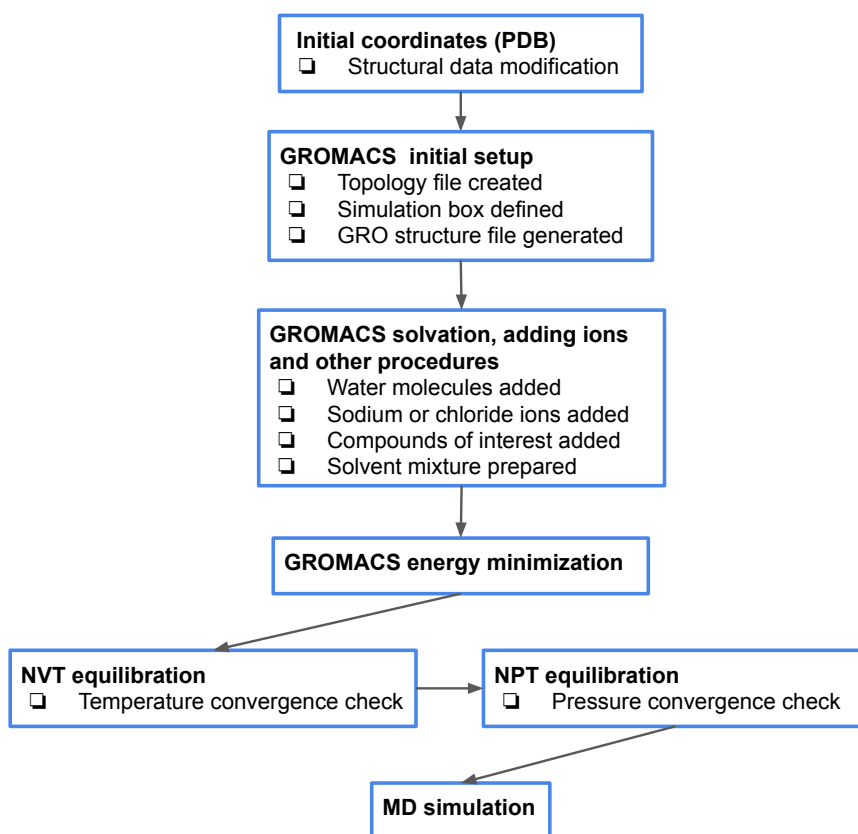 Initial coordinates (PDB)
❏ Structural data modification
GROMACS initial setup
❏ Topology file created
❏ Simulation box defined
❏ GRO structure file generated
GROMACS solvation, adding ions
and other procedures
❏ Water molecules added
❏ Sodium or chloride ions added
❏ Compounds of interest added
❏ Solvent mixture prepared
GROMACS energy minimization
NVT equilibration
❏ Temperature convergence check
NPT equilibration
❏ Pressure convergence check
MD simulation